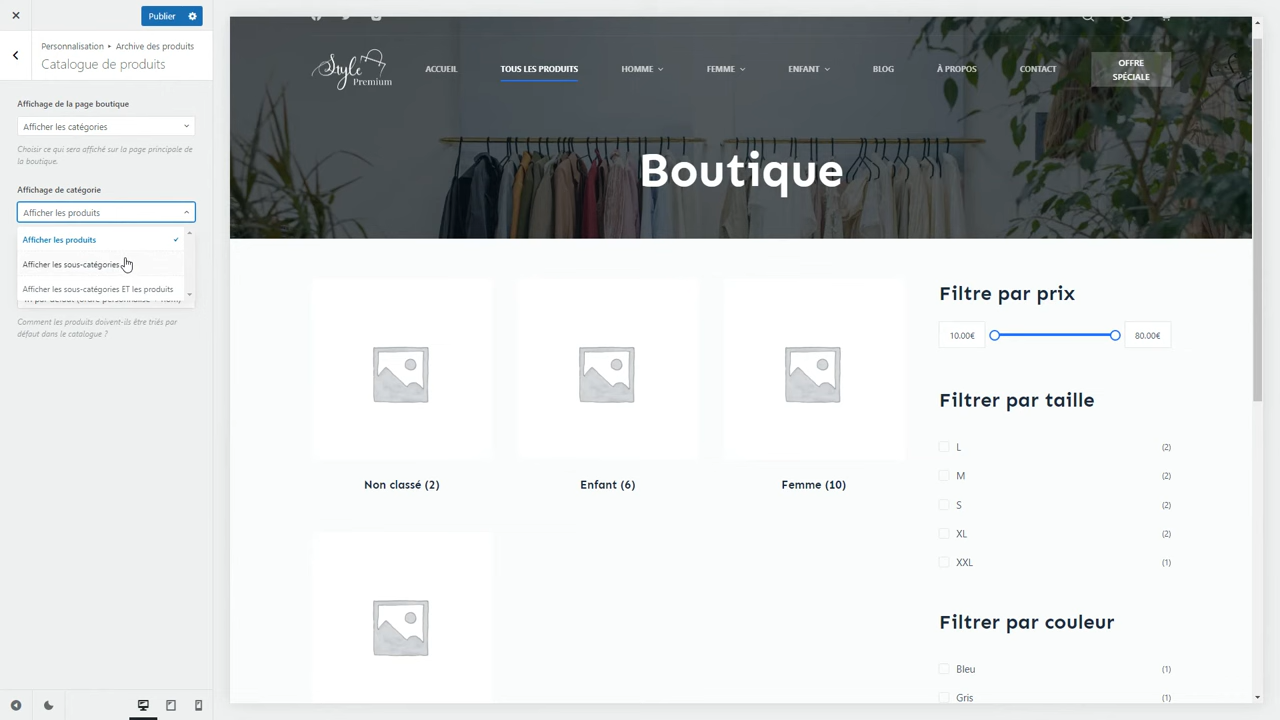 Publier
Personnalisation ▸ Archive des produits
Catalogue de produits
Affichage de la page boutique
Afficher les catégories
Choisir ce qui sera affiché sur la page principale de
la boutique.
Affichage de catégorie
Afficher les produits
Afficher les produits
Afficher les sous-catégories
Afficher les sous-catégories ET les produits
Comment les produits doivent-ils être triés par
défaut dans le catalogue ?
Style
Premium
ACCUEIL
TOUS LES PRODUITS
HOMME
FEMME
ENFANT
BLOG
À PROPOS
CONTACT
OFFRE
SPÉCIALE
Boutique
Non classé (2)
Enfant (6)
Femme (10)
Filtre par prix
10.00€
80.00€
Filtrer par taille
L (2)
M (2)
S (2)
XL (2)
XXL (1)
Filtrer par couleur
Bleu (1)
Gris (1)